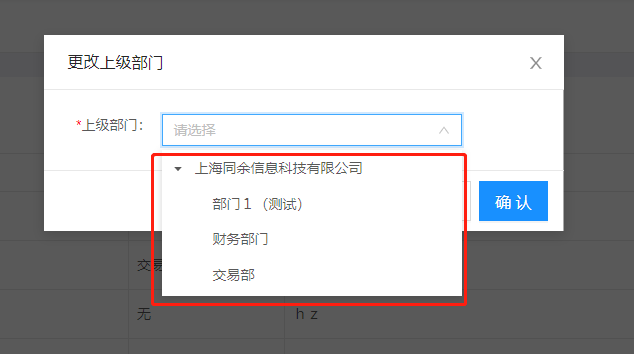 更改上级部门
*上级部门：
请选择
上海同余信息科技有限公司
部门１（测试）
财务部门
交易部
确 认
交易
无
ｈｚ